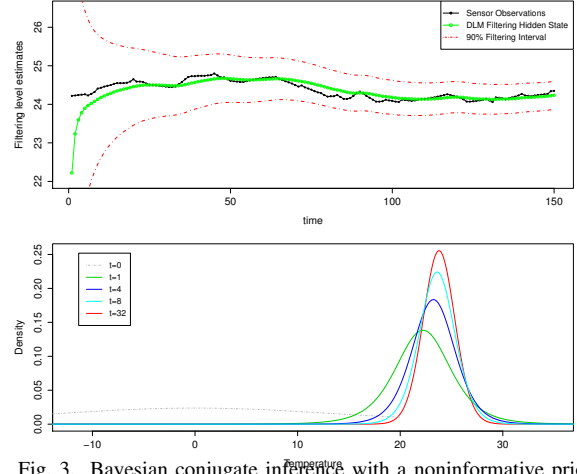 Sensor Observations
DLM Filtering Hidden State
90% Filtering Interval
Filtering level estimates
26
25
24
23
22
0 50 100 150
time
t=0
t=1
t=4
t=8
t=32
Density
0.25
0.20
0.15
0.10
0.05
0.00
−10 0 10 20 30
Temperature
Fig. 3. Bayesian conjugate inference with a noninformative